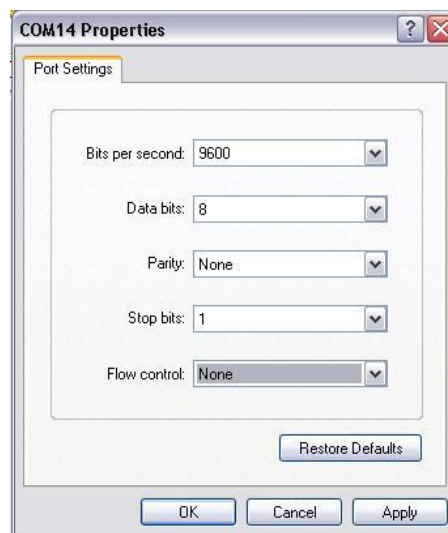 COM14 Properties
Port Settings
Bits per second: 9600
Data bits: 8
Parity: None
Stop bits: 1
Flow control: None
Restore Defaults
OK Cancel Apply